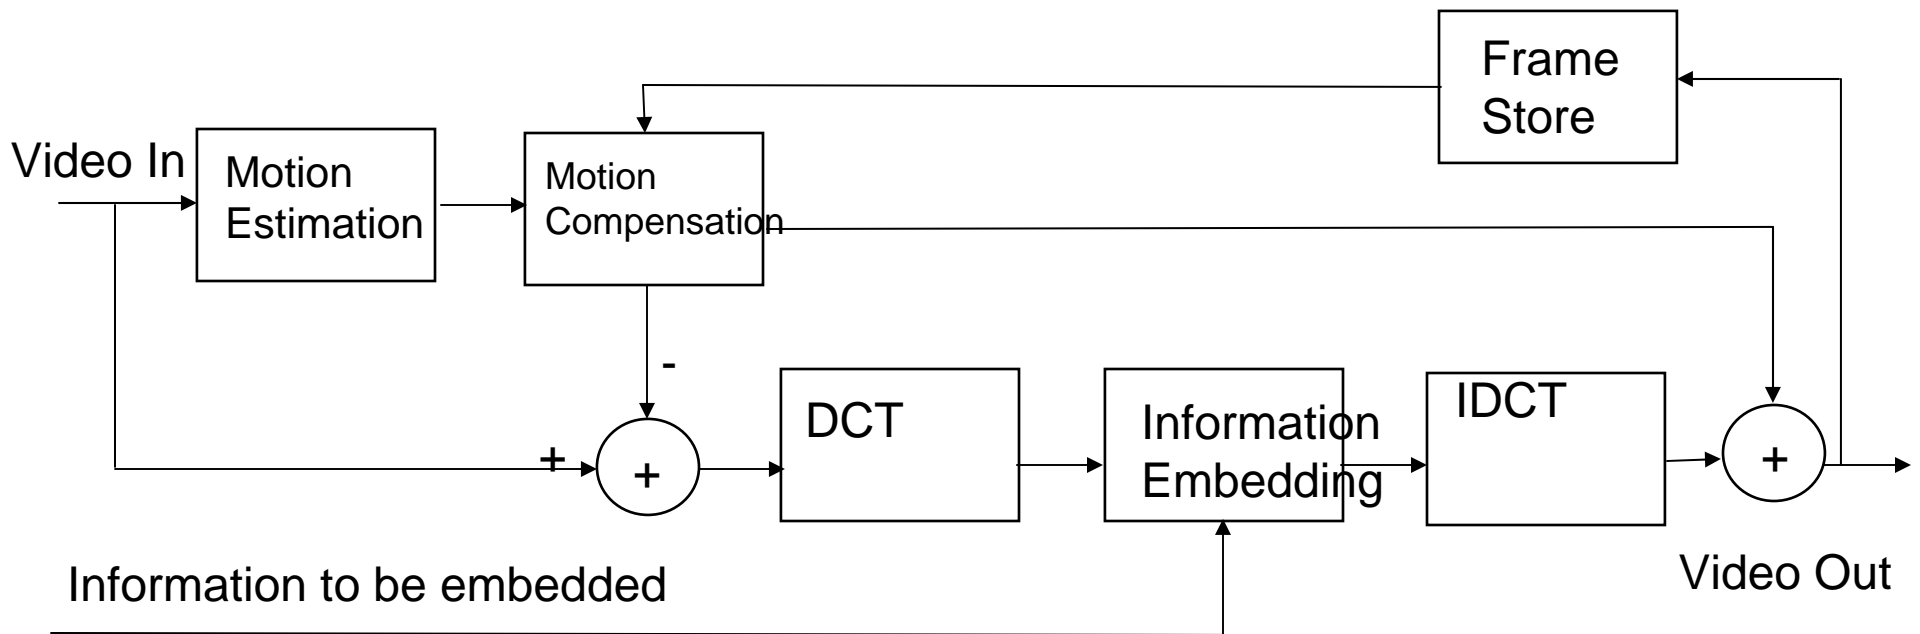 Frame
Store
Video In
Motion
Estimation
Motion
Compensation
-
DCT
Information
Embedding
IDCT
+
+
+
Information to be embedded
Video Out